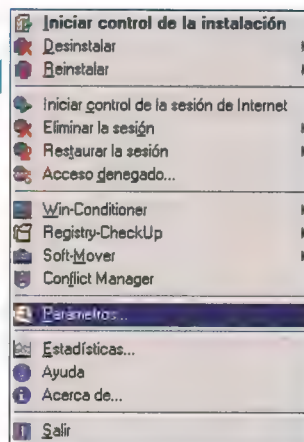 Iniciar control de la instalación
Desinstalar
Reinstalar
Iniciar control de la sesión de Internet
Eliminar la sesión
Restaurar la sesión
Acceso denegado...
Win-Conditioner
Registry-CheckUp
Soft-Mover
Conflict Manager
Parámetros...
Estadísticas...
Ayuda
Acerca de...
Salir